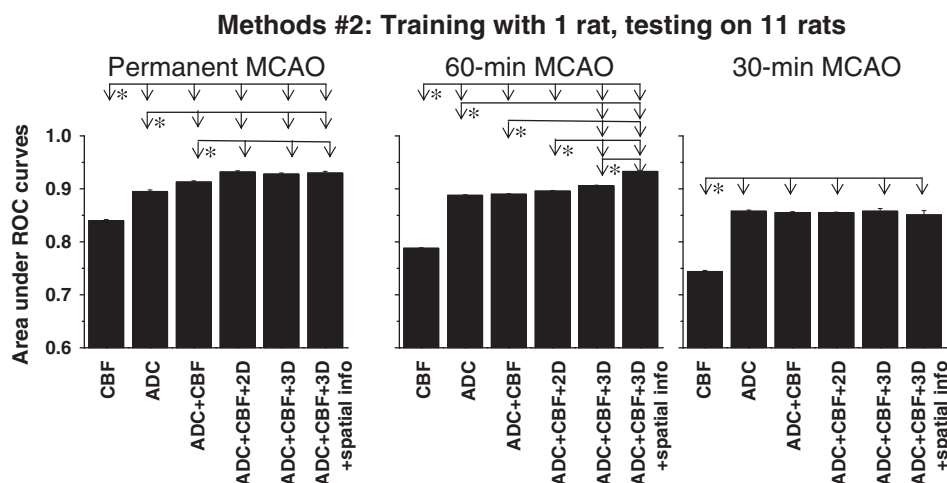 Methods #2: Training with 1 rat, testing on 11 rats
Permanent MCAO
60-min MCAO
30-min MCAO
*
*
*
*
*
*
*
*
*
Area under ROC curves
1.0
0.9
0.8
0.7
0.6
CBF
ADC
ADC+CBF
ADC+CBF+2D
ADC+CBF+3D
ADC+CBF+3D
+spatial info
CBF
ADC
ADC+CBF
ADC+CBF+2D
ADC+CBF+3D
ADC+CBF+3D
+spatial info
CBF
ADC
ADC+CBF
ADC+CBF+2D
ADC+CBF+3D
ADC+CBF+3D
+spatial info